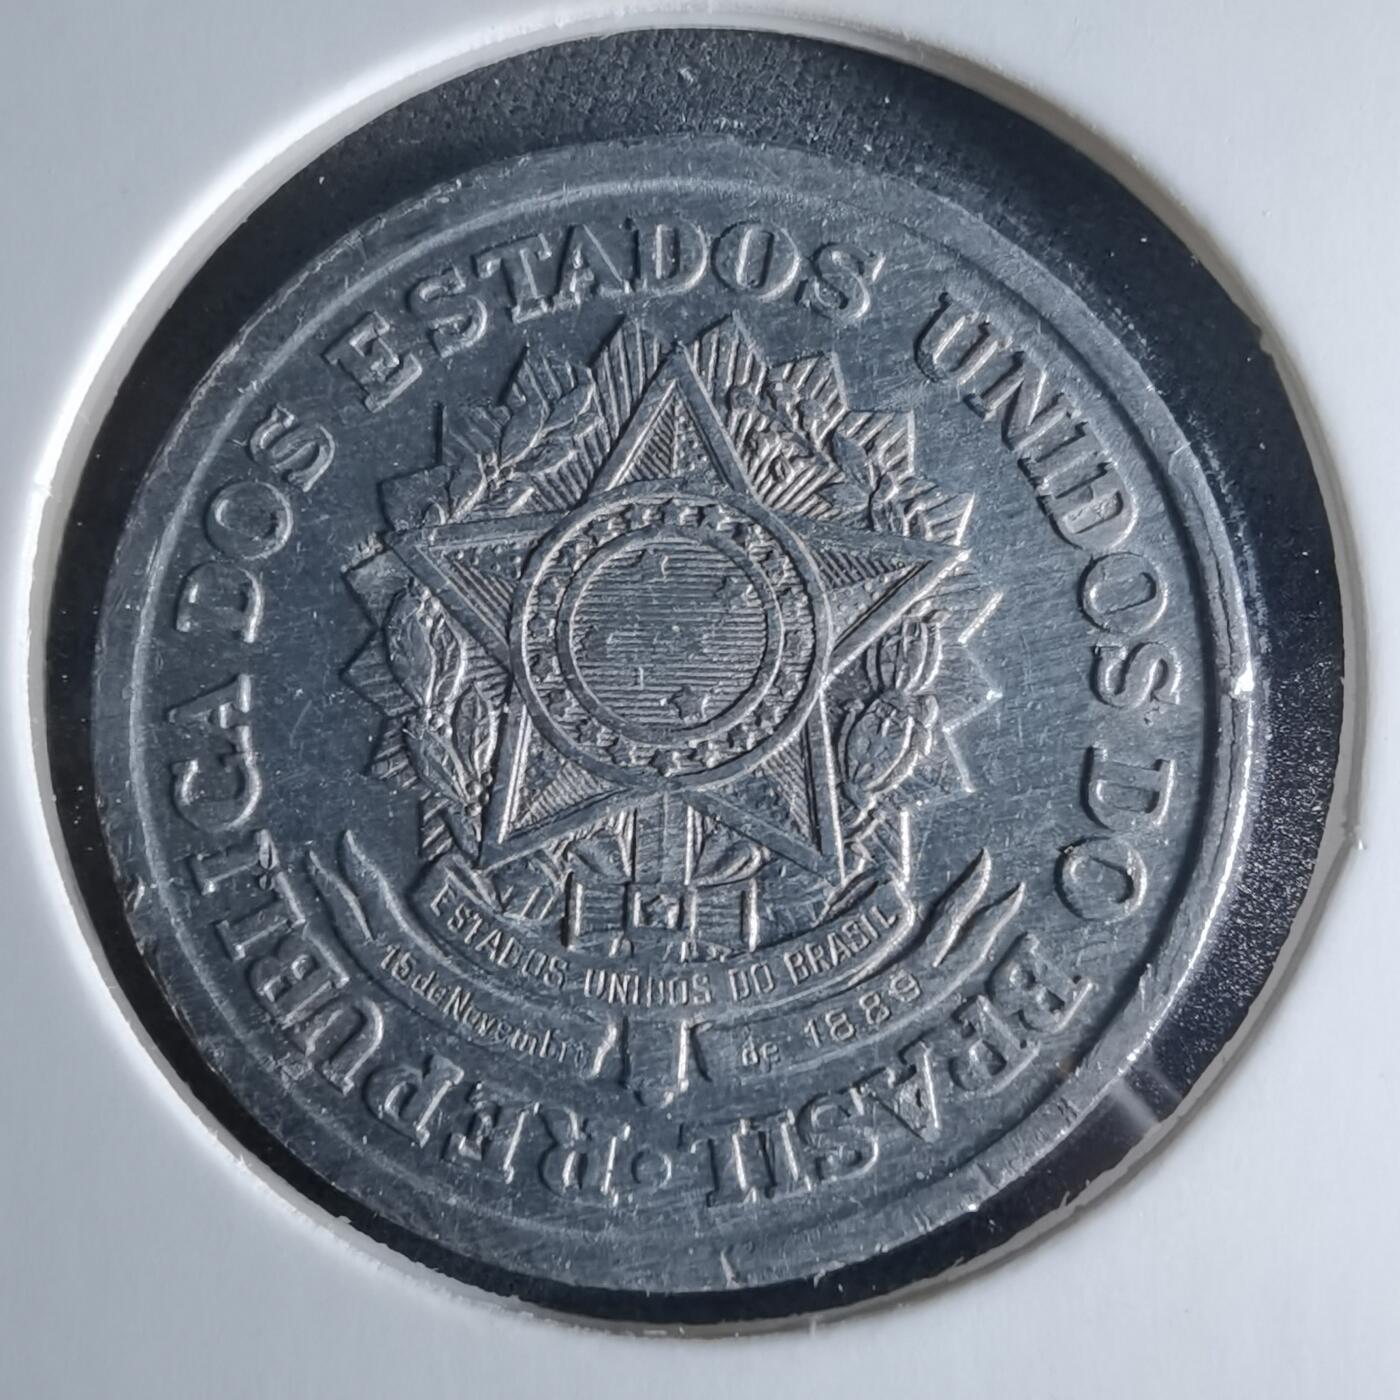 REPUBLICA DOS ESTADOS UNIDOS DO BRASIL •
ESTADOS UNIDOS DO BRASIL
15 de Novembro de 1889